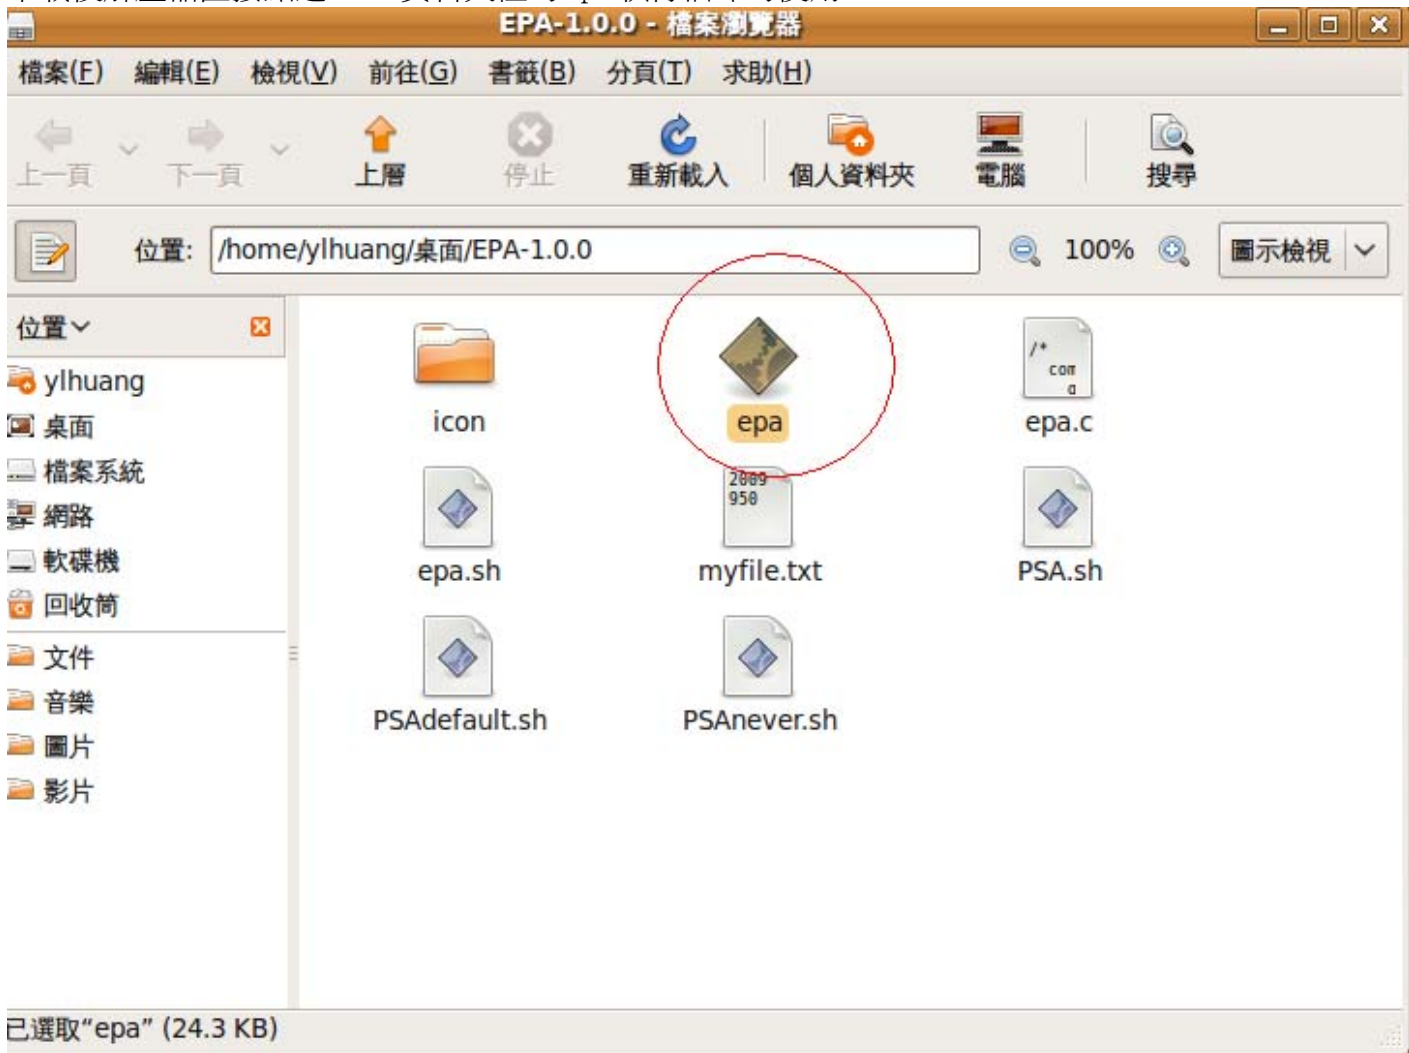 EPA-1.0.0 - 檔案瀏覽器
檔案(F) 編輯(E) 檢視(V) 前往(G) 書籤(B) 分頁(T) 求助(H)
上一頁 下一頁 上層 停止 重新載入 個人資料夾 電腦 搜尋
位置: /home/ylhuang/桌面/EPA-1.0.0 100% 圖示檢視
位置
ylhuang
桌面
檔案系統
網路
軟碟機
回收筒
文件
音樂
圖片
影片
/*
com
a
icon epa epa.c
2009
950
epa.sh myfile.txt PSA.sh
PSAdefault.sh PSAnever.sh
已選取“epa” (24.3 KB)